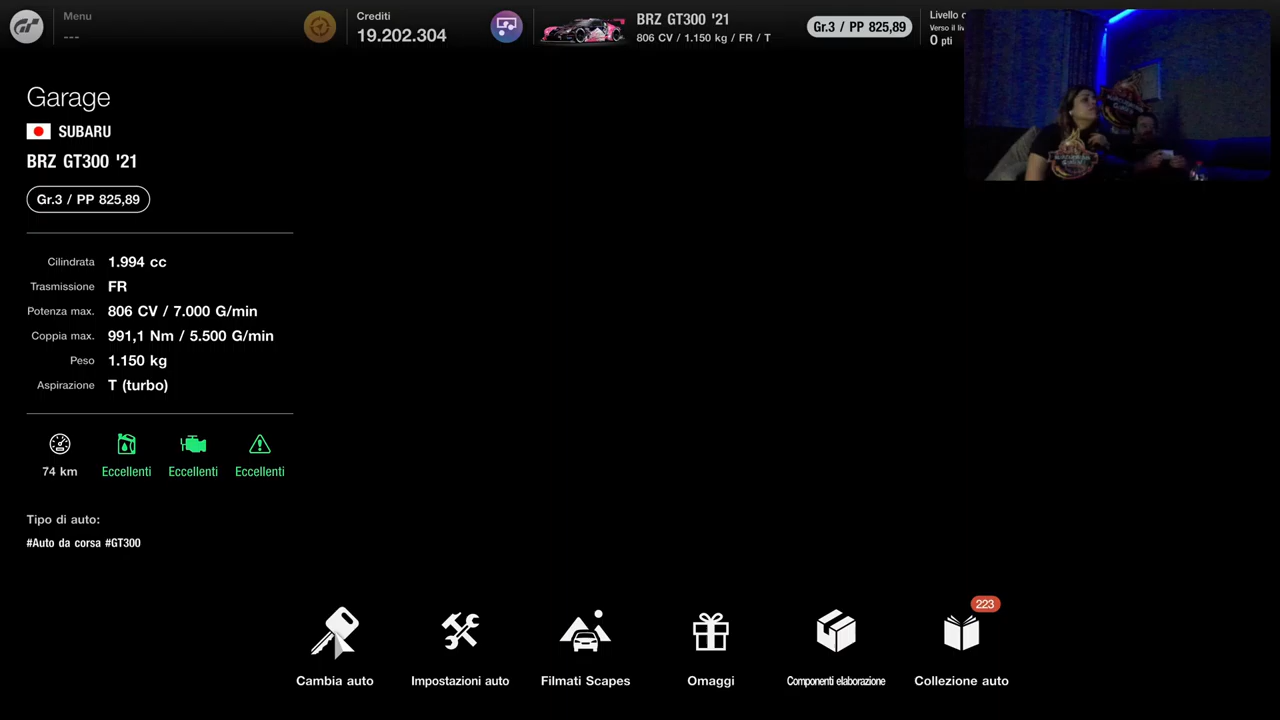 Menu
---
Crediti
19.202.304
BRZ GT300 '21
806 CV / 1.150 kg / FR / T
Gr.3 / PP 825,89
Livello c
Verso il liv
0 pti
Garage
SUBARU
BRZ GT300 '21
Gr.3 / PP 825,89
Cilindrata 1.994 cc
Trasmissione FR
Potenza max. 806 CV / 7.000 G/min
Coppia max. 991,1 Nm / 5.500 G/min
Peso 1.150 kg
Aspirazione T (turbo)
74 km Eccellenti Eccellenti Eccellenti
Tipo di auto:
#Auto da corsa #GT300
223
Cambia auto Impostazioni auto Filmati Scapes Omaggi Componenti elaborazione Collezione auto